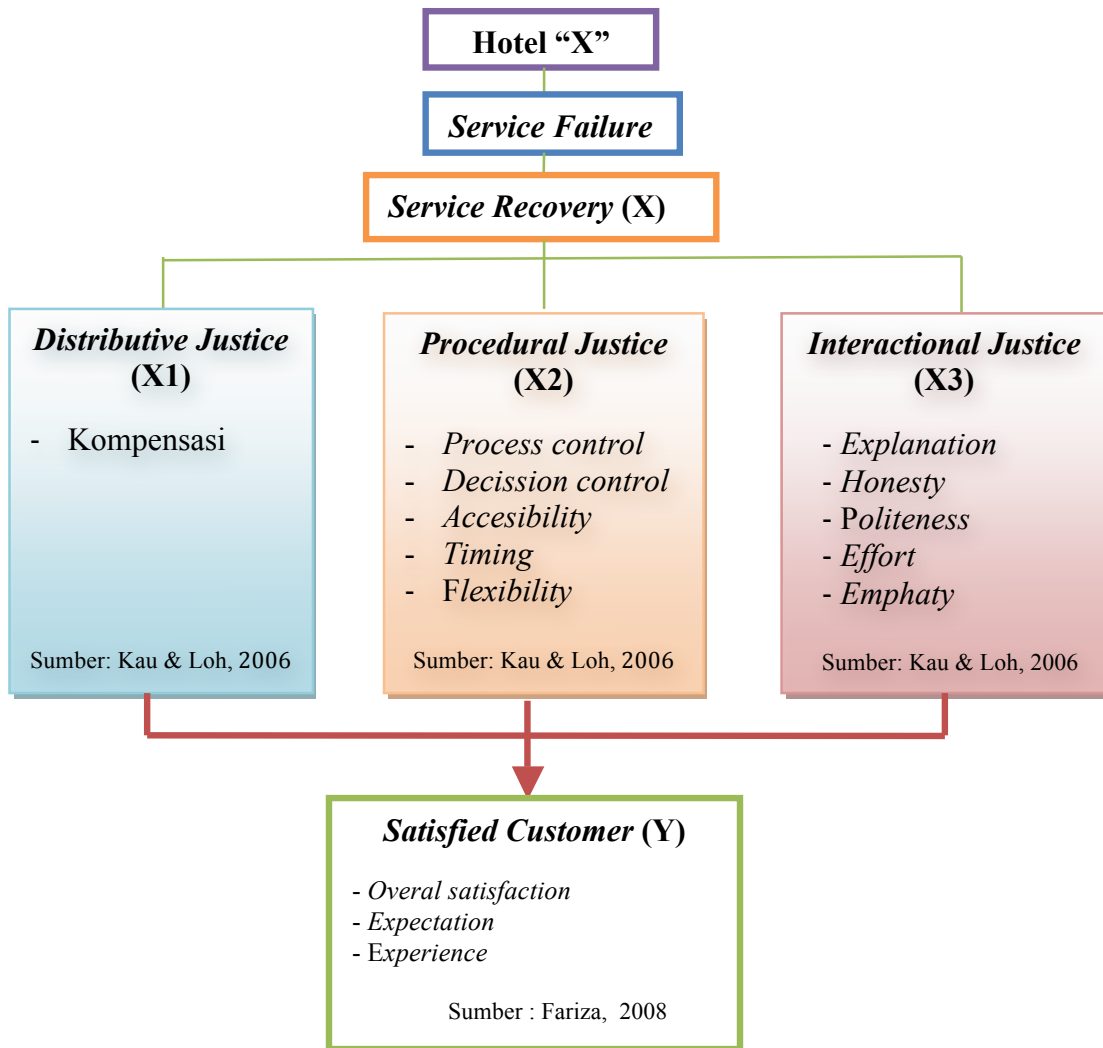 Hotel “X”
Service Failure
Service Recovery (X)
Distributive Justice
(X1)
- Kompensasi
Sumber: Kau & Loh, 2006
Procedural Justice
(X2)
- Process control
- Decission control
- Accesibility
- Timing
- Flexibility
Sumber: Kau & Loh, 2006
Interactional Justice
(X3)
- Explanation
- Honesty
- Politeness
- Effort
- Emphaty
Sumber: Kau & Loh, 2006
Satisfied Customer (Y)
- Overal satisfaction
- Expectation
- Experience
Sumber : Fariza, 2008